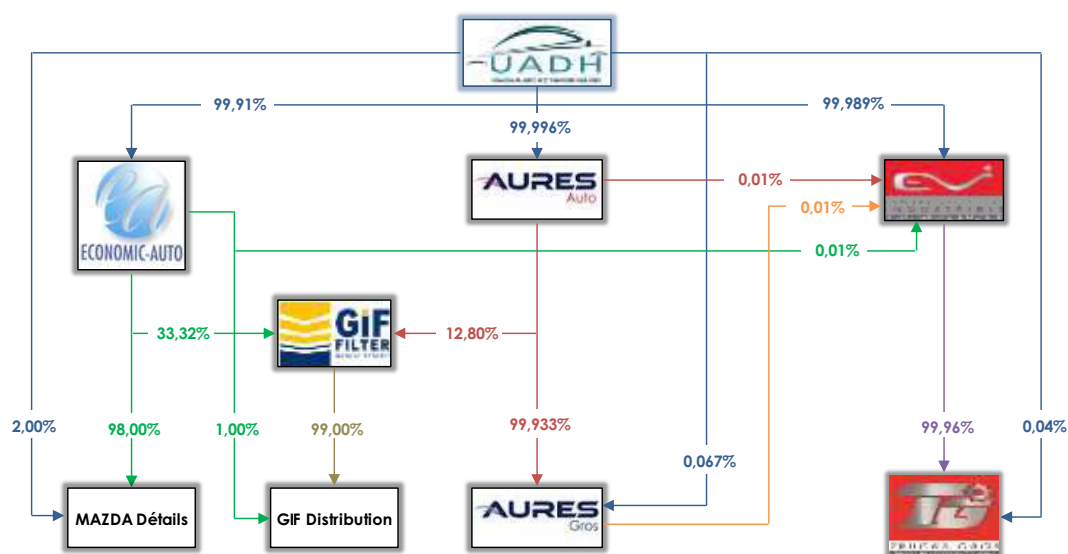 UADH
99,91%
99,996%
99,989%
AURES
Auto
0,01%
0,01%
ECONOMIC-AUTO
0,01%
33,32%
GiF
FILTER
12,80%
2,00%
98,00%
1,00%
99,00%
99,933%
0,067%
99,96%
0,04%
MAZDA Détails
GIF Distribution
AURES
Gros